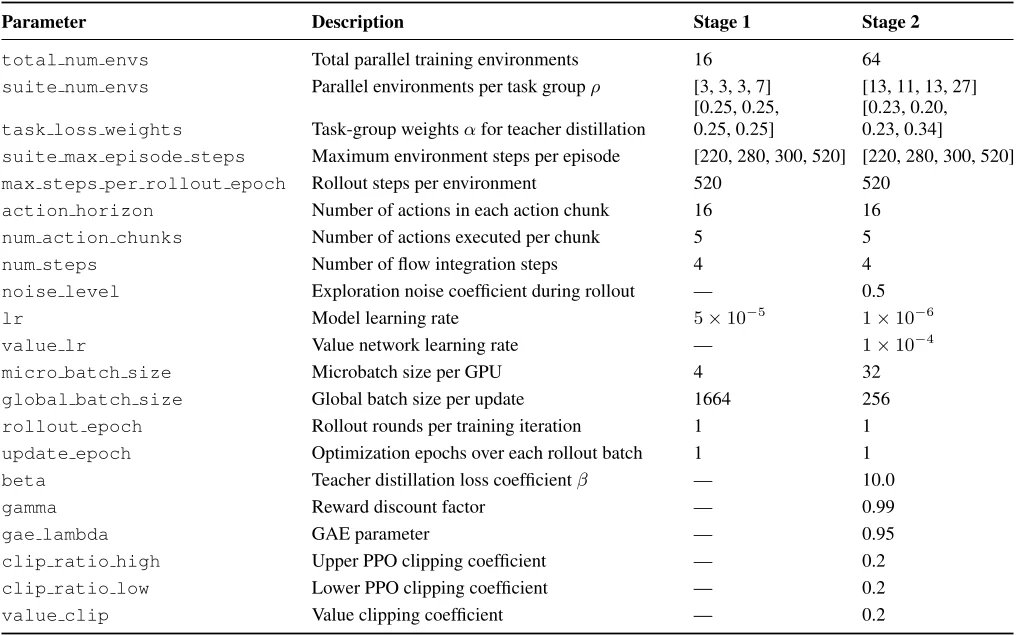 Parameter Description Stage 1 Stage 2
total_num_envs Total parallel training environments 16 64
suite_num_envs Parallel environments per task group ρ [3, 3, 3, 7] [13, 11, 13, 27]
[0.25, 0.25, [0.23, 0.20,
task_loss_weights Task-group weights α for teacher distillation 0.25, 0.25] 0.23, 0.34]
suite_max_episode_steps Maximum environment steps per episode [220, 280, 300, 520] [220, 280, 300, 520]
max_steps_per_rollout_epoch Rollout steps per environment 520 520
action_horizon Number of actions in each action chunk 16 16
num_action_chunks Number of actions executed per chunk 5 5
num_steps Number of flow integration steps 4 4
noise_level Exploration noise coefficient during rollout — 0.5
lr Model learning rate 5 × 10⁻⁵ 1 × 10⁻⁶
value_lr Value network learning rate — 1 × 10⁻⁴
micro_batch_size Microbatch size per GPU 4 32
global_batch_size Global batch size per update 1664 256
rollout_epoch Rollout rounds per training iteration 1 1
update_epoch Optimization epochs over each rollout batch 1 1
beta Teacher distillation loss coefficient β — 10.0
gamma Reward discount factor — 0.99
gae_lambda GAE parameter — 0.95
clip_ratio_high Upper PPO clipping coefficient — 0.2
clip_ratio_low Lower PPO clipping coefficient — 0.2
value_clip Value clipping coefficient — 0.2